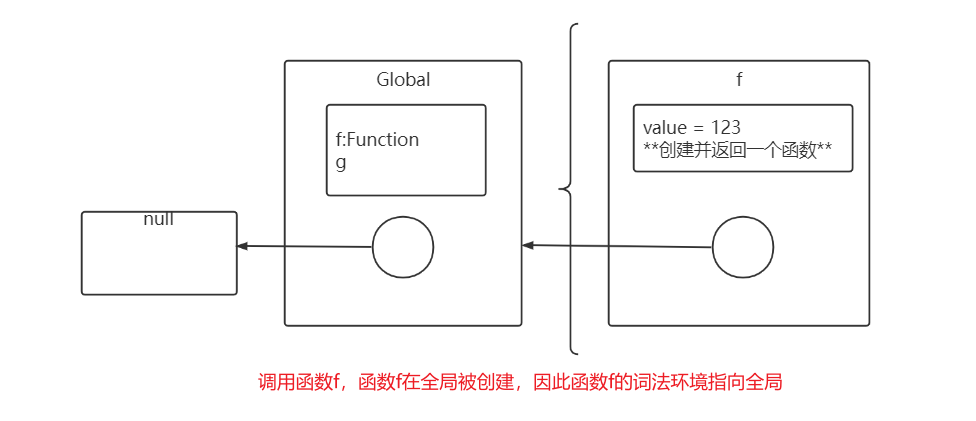 Global
f:Function
g
null
f
value = 123
**创建并返回一个函数**
调用函数f，函数f在全局被创建，因此函数f的词法环境指向全局